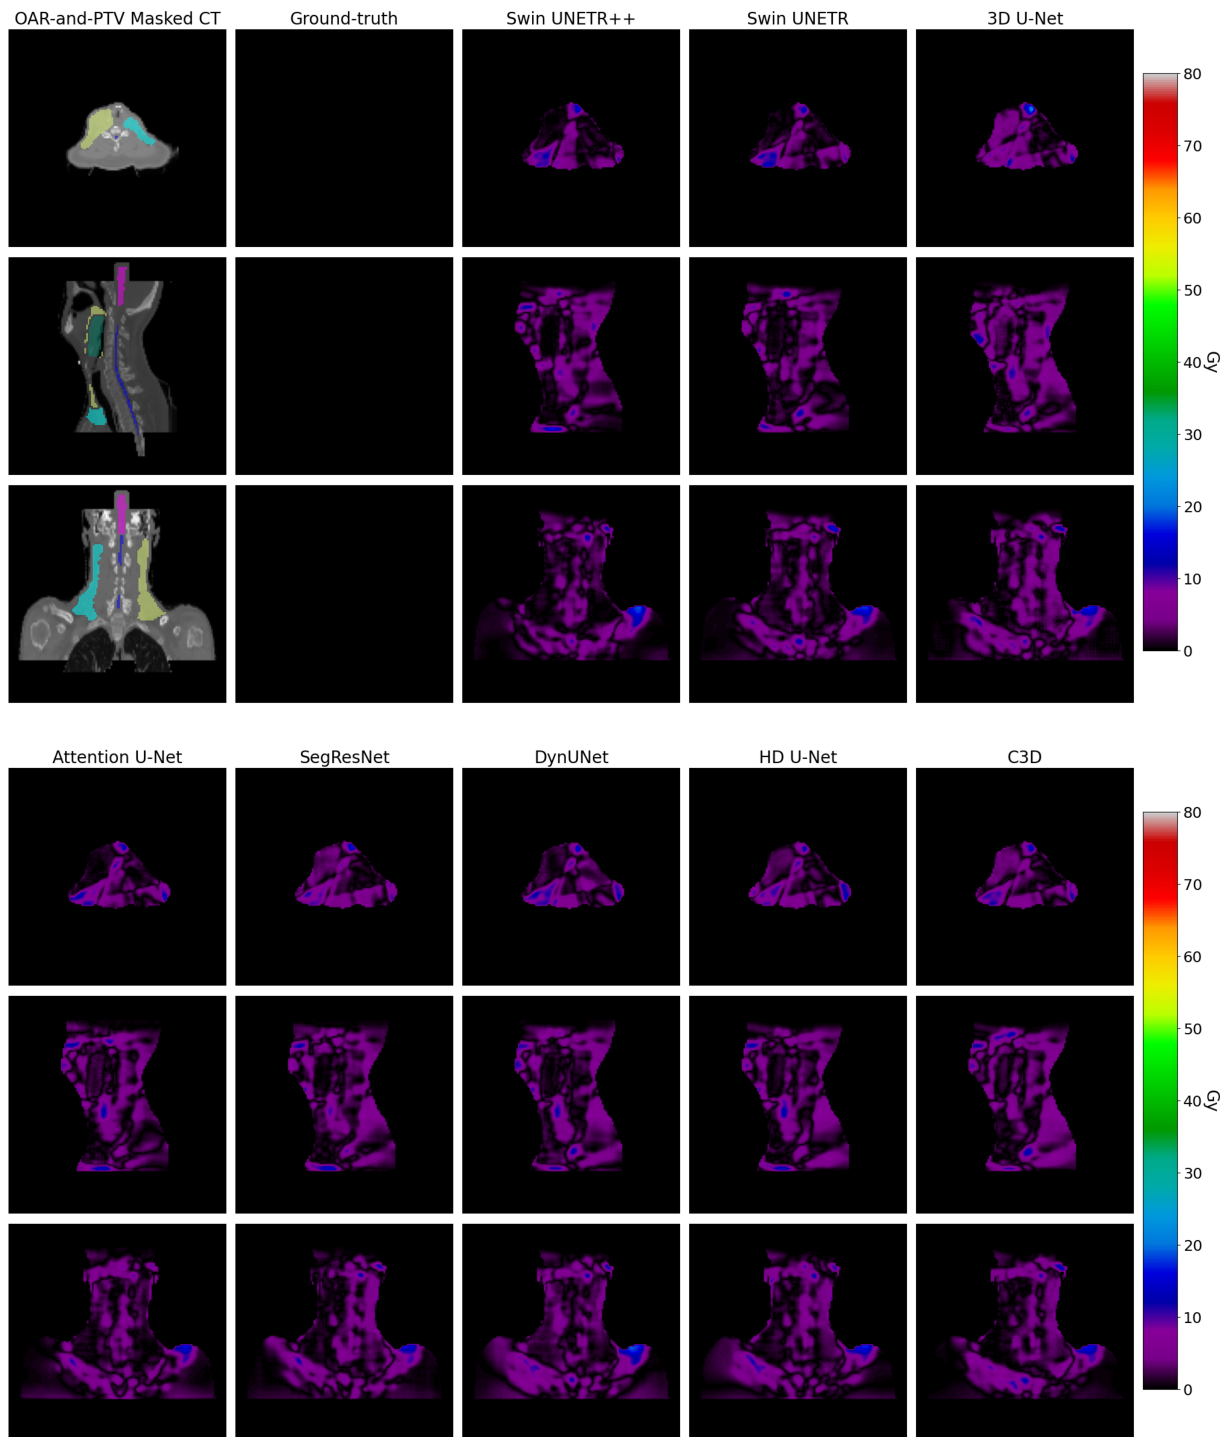 OAR-and-PTV Masked CT
Ground-truth
Swin UNETR++
Swin UNETR
3D U-Net
80
70
60
50
40
30
20
10
0
Gy
Attention U-Net
SegResNet
DynUNet
HD U-Net
C3D
80
70
60
50
40
30
20
10
0
Gy